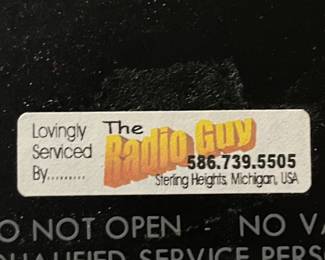 Lovingly
Serviced
By.........
The
Radio Guy
586.739.5505
Sterling Heights, Michigan, USA
O NOT OPEN - NO VA
QUALIFIED SERVICE PERS